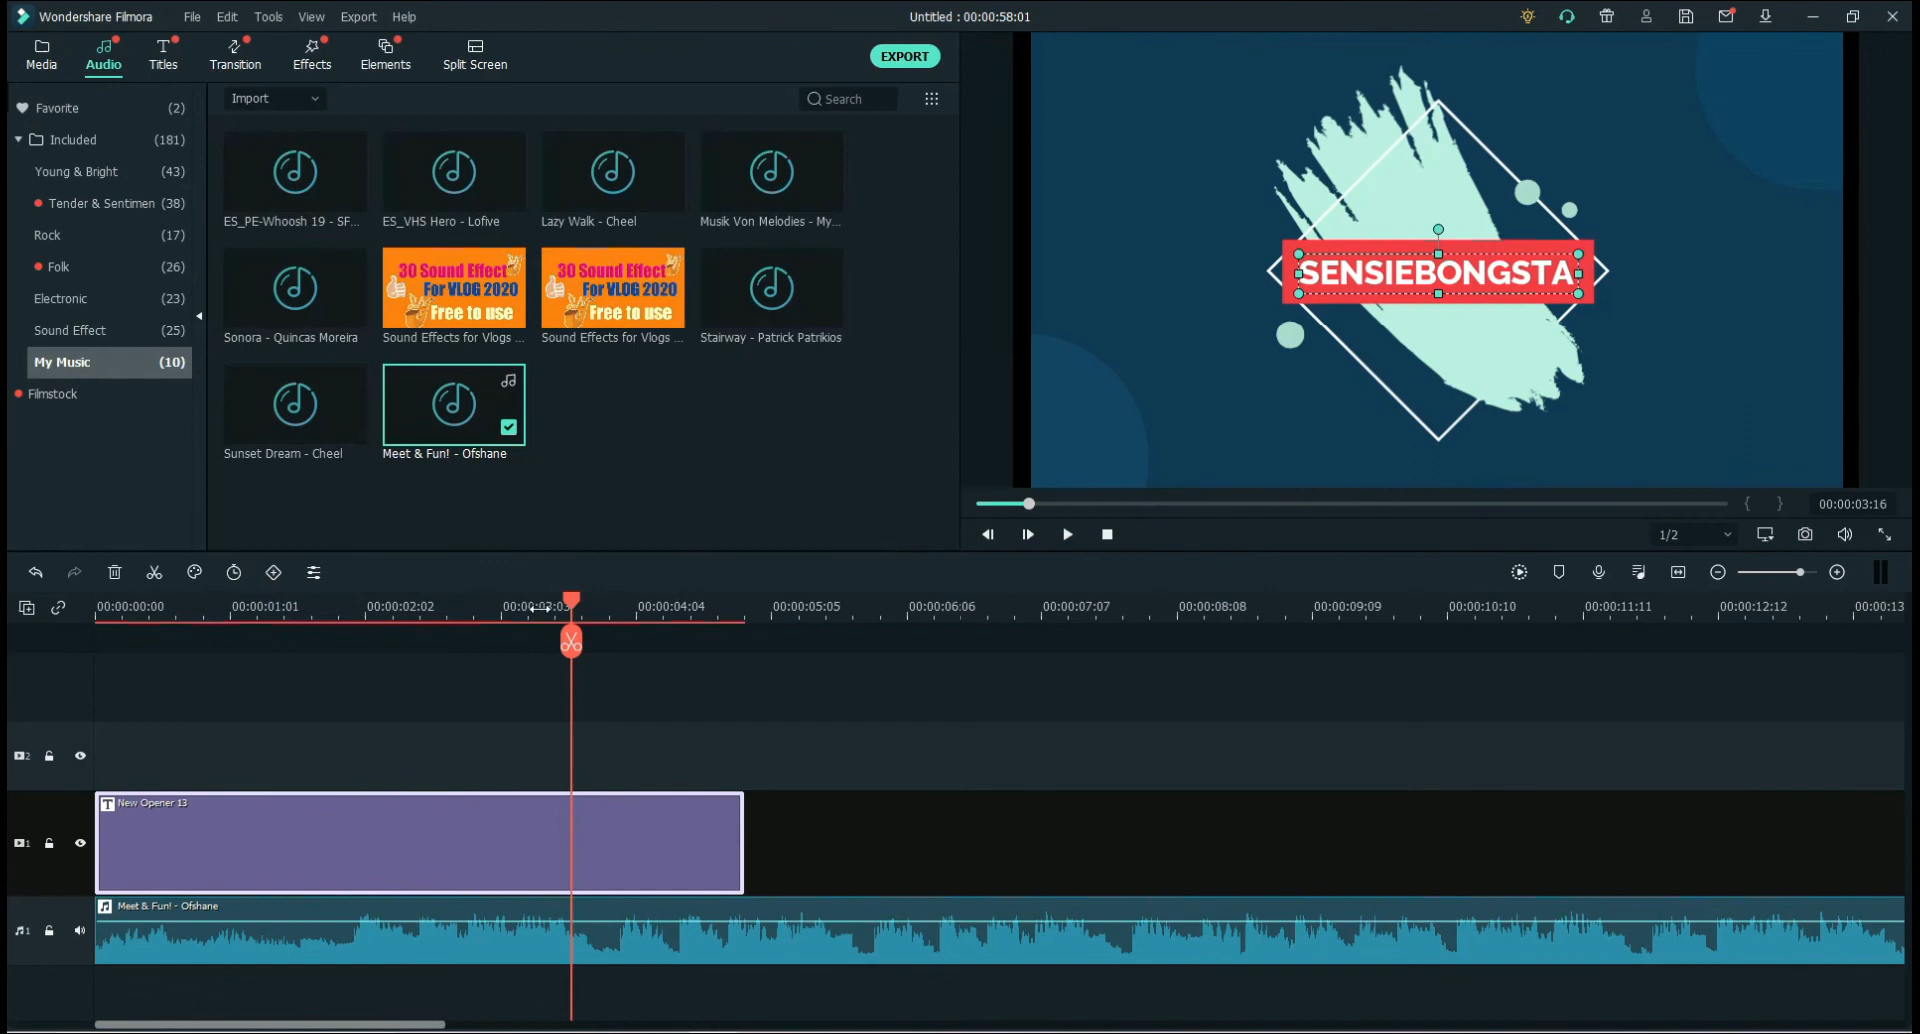 Wondershare Filmora
File Edit Tools View Export Help
Untitled : 00:00:58:01
Media Audio Titles Transition Effects Elements Split Screen
EXPORT
Favorite (2)
Included (181)
Young & Bright (43)
Tender & Sentimen (38)
Rock (17)
Folk (26)
Electronic (23)
Sound Effect (25)
My Music (10)
Filmstock
Import
Search
ES_PE-Whoosh 19 - SF...
ES_VHS Hero - Lofive
Lazy Walk - Cheel
Musik Von Melodies - My...
30 Sound Effect
For VLOG 2020
Free to use
30 Sound Effect
For VLOG 2020
Free to use
Sonora - Quincas Moreira
Sound Effects for Vlogs ...
Sound Effects for Vlogs ...
Stairway - Patrick Patrikios
Sunset Dream - Cheel
Meet & Fun! - Ofshane
SENSIEBONGSTA
{ }
00:00:03:16
1/2
00:00:00:00 00:00:01:01 00:00:02:02 00:00:03:03 00:00:04:04 00:00:05:05 00:00:06:06 00:00:07:07 00:00:08:08 00:00:09:09 00:00:10:10 00:00:11:11 00:00:12:12 00:00:13
2
T New Opener 13
1
Meet & Fun! - Ofshane
1